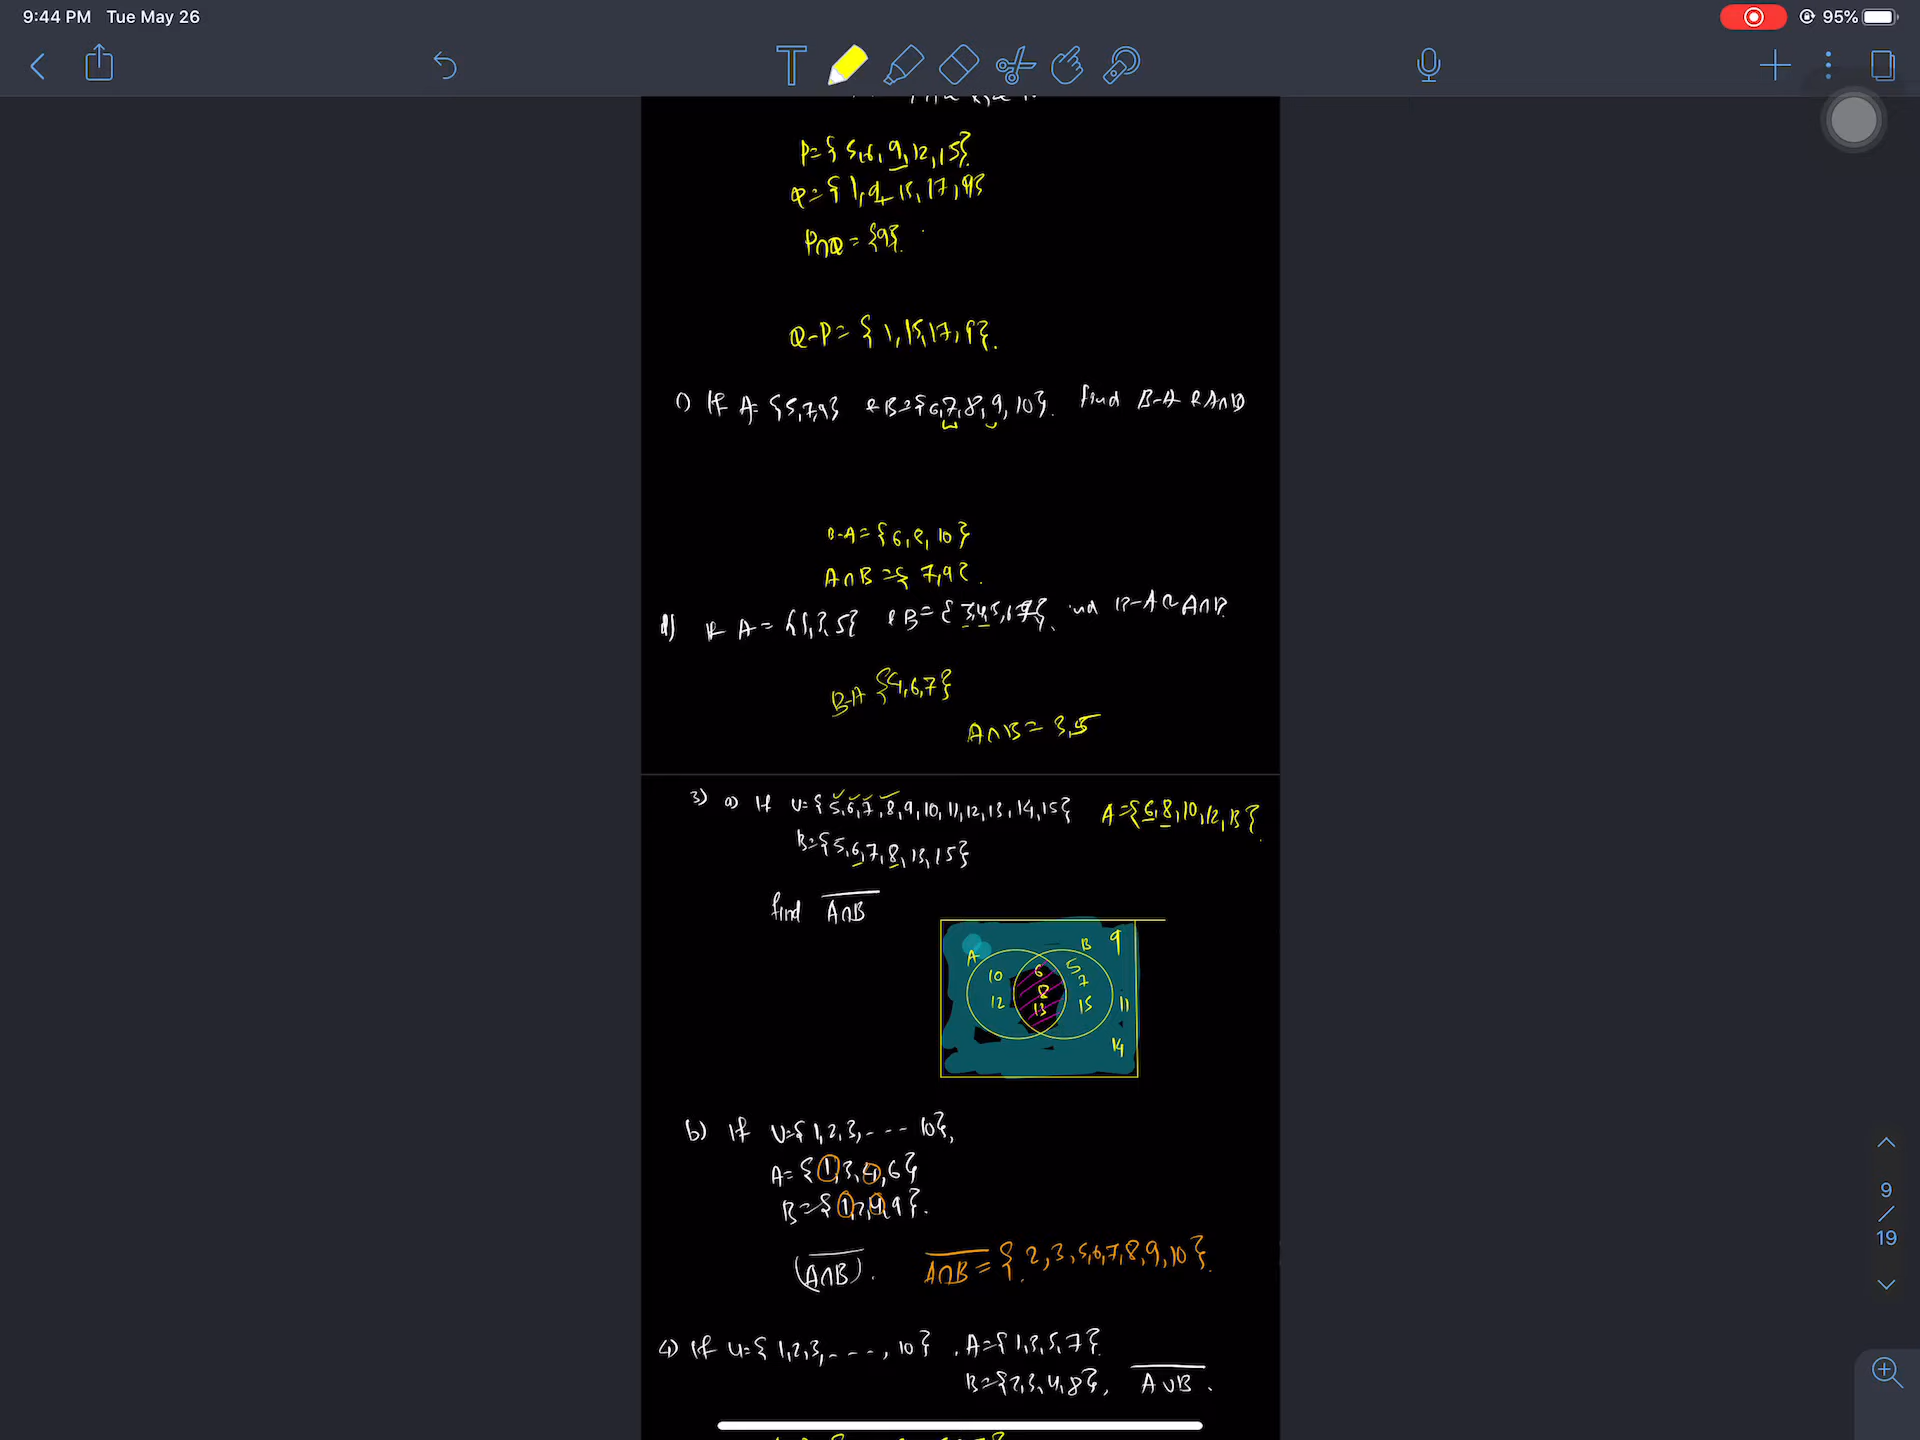 9:44 PM Tue May 26
95%
P={5,6,9,12,15}
Q={1,9,15,17,9}
P∩Q={9}.
Q-P={1,15,17,9}.
If A={5,7,9} & B={6,7,8,9,10}. find B-A & A∩B
B-A={6,8,10}
A∩B={7,9}.
d) If A={1,3,5} & B={3,4,5,6,7}. B-A & A∩B.
B-A {4,6,7}
A∩B=3,5
3) a) If U={5,6,7,8,9,10,11,12,13,14,15} A={6,8,10,12,13}.
B={5,6,7,8,13,15}
find A̅∩̅B̅
A B 9
10 6 5
12 8 7
13 15 11
14
b) If U={1,2,3,---- 10},
A={1,3,4,6}
B={1,2,4,9}.
(A̅∩̅B̅). A̅∩̅B̅={2,3,5,6,7,8,9,10}.
4) If U={1,2,3,----,10}, A={1,3,5,7}
B={2,3,4,8}, A̅∪̅B̅.
9
/
19